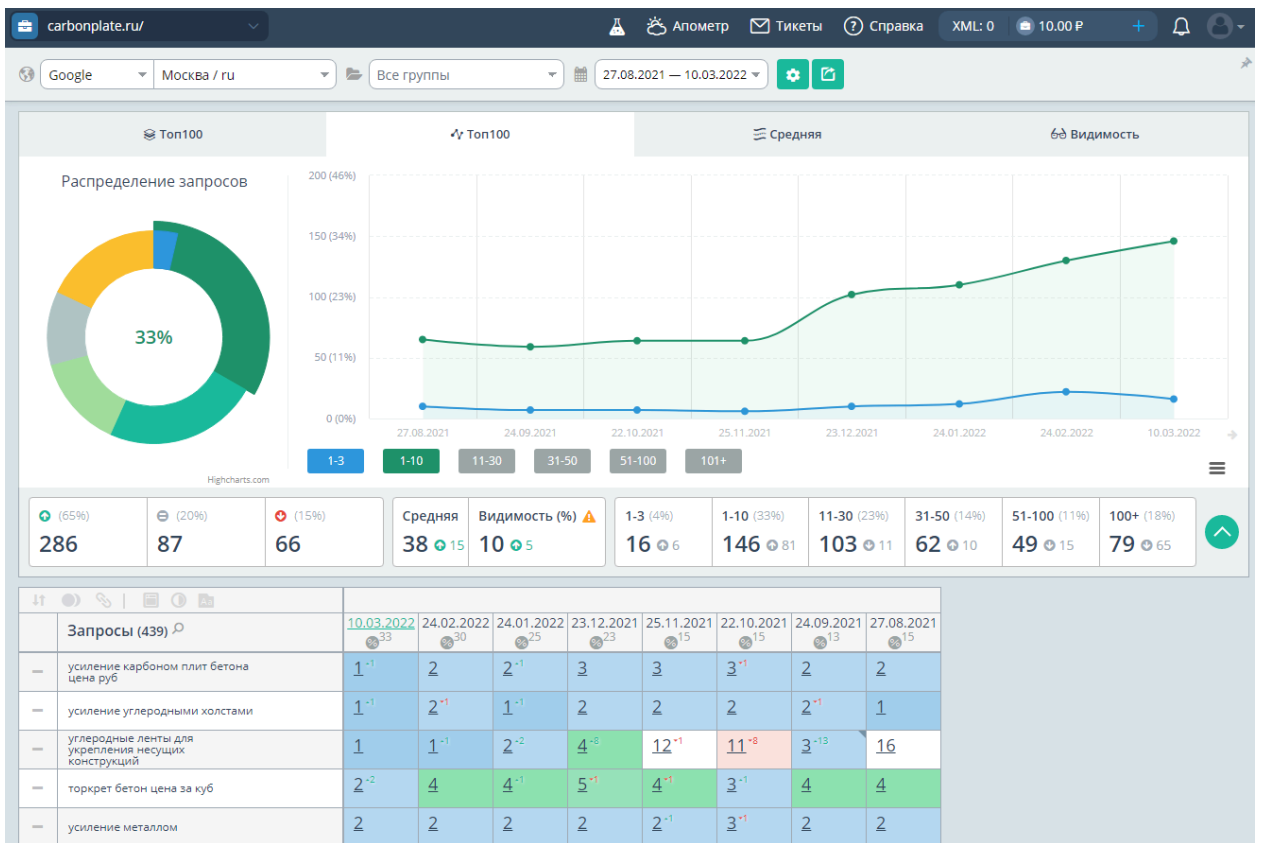 carbonplate.ru/ Апометр Тикеты Справка XML: 0 10.00 ₽ +
Google Москва / ru Все группы 27.08.2021 — 10.03.2022
Топ100 Топ100 Средняя Видимость
Распределение запросов
33%
Highcharts.com
200 (46%)
150 (34%)
100 (23%)
50 (11%)
0 (0%)
27.08.2021 24.09.2021 22.10.2021 25.11.2021 23.12.2021 24.01.2022 24.02.2022 10.03.2022
1-3 1-10 11-30 31-50 51-100 101+
(65%) (20%) (15%) Средняя Видимость (%) 1-3 (4%) 1-10 (33%) 11-30 (23%) 31-50 (14%) 51-100 (11%) 100+ (18%)
286 87 66 38 15 10 5 16 6 146 81 103 11 62 10 49 15 79 65
Запросы (439) 10.03.2022 24.02.2022 24.01.2022 23.12.2021 25.11.2021 22.10.2021 24.09.2021 27.08.2021
%33 %30 %25 %23 %15 %15 %13 %15
усиление карбоном плит бетона
цена руб
1 +1 2 2 +1 3 3 3 -1 2 2
усиление углеродными холстами 1 +1 2 -1 1 +1 2 2 2 2 -1 1
углеродные ленты для
укрепления несущих
конструкций
1 1 +1 2 +2 4 +8 12 -1 11 -8 3 +13 16
торкрет бетон цена за куб 2 +2 4 4 +1 5 -1 4 -1 3 +1 4 4
усиление металлом 2 2 2 2 2 +1 3 -1 2 2